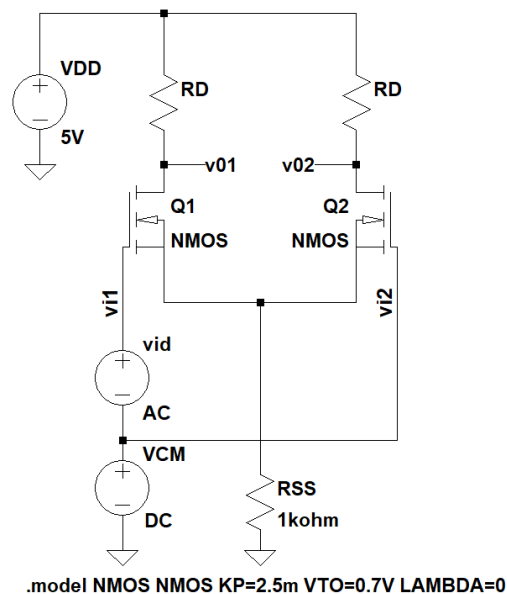 VDD
5V
RD
RD
v01
v02
Q1
Q2
NMOS
NMOS
vi1
vi2
vid
AC
VCM
DC
RSS
1kohm
.model NMOS NMOS KP=2.5m VTO=0.7V LAMBDA=0